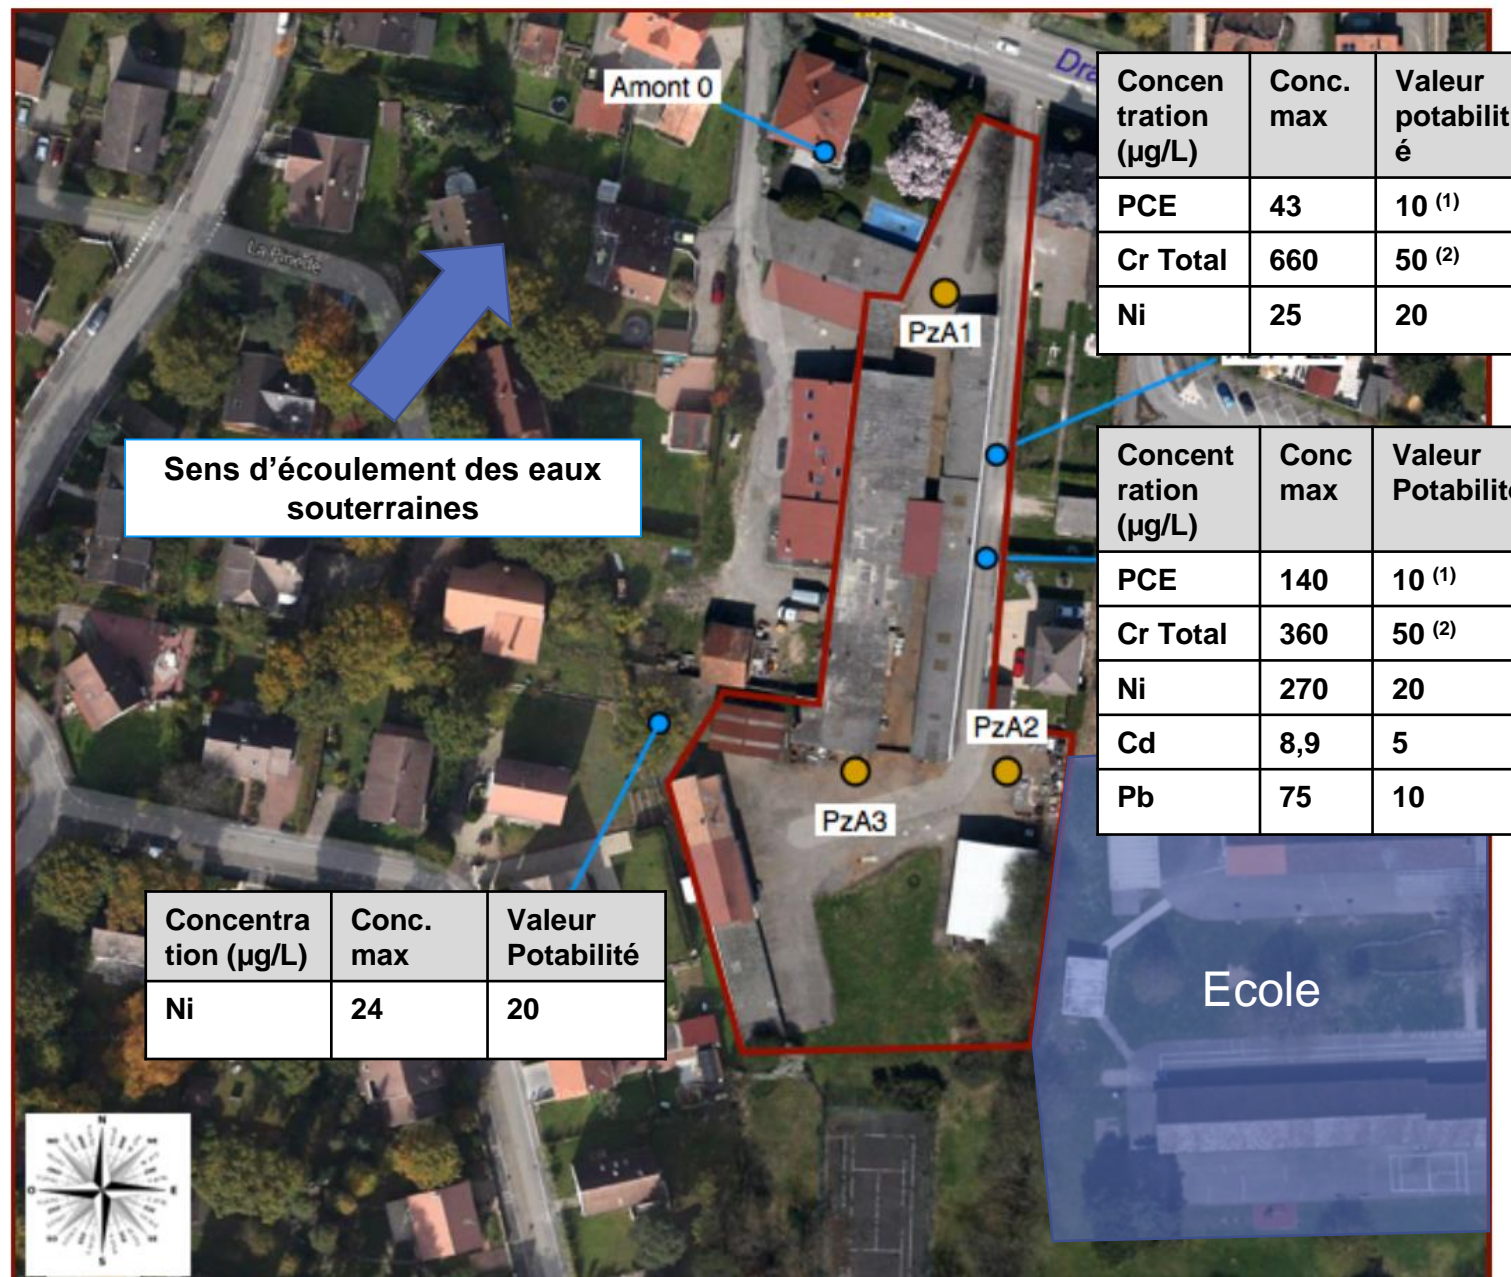 Amont 0
Concen
tration
(µg/L)
Conc.
max
Valeur
potabilit
é
PCE
43
10 (1)
Cr Total
660
50 (2)
Ni
25
20
PzA1
La Pinède
Sens d'écoulement des eaux
souterraines
Concent
ration
(µg/L)
Conc
max
Valeur
Potabilité
PCE
140
10 (1)
Cr Total
360
50 (2)
Ni
270
20
Cd
8,9
5
Pb
75
10
PzA2
PzA3
Concentra
tion (µg/L)
Conc.
max
Valeur
Potabilité
Ni
24
20
Ecole
N
O
E
S